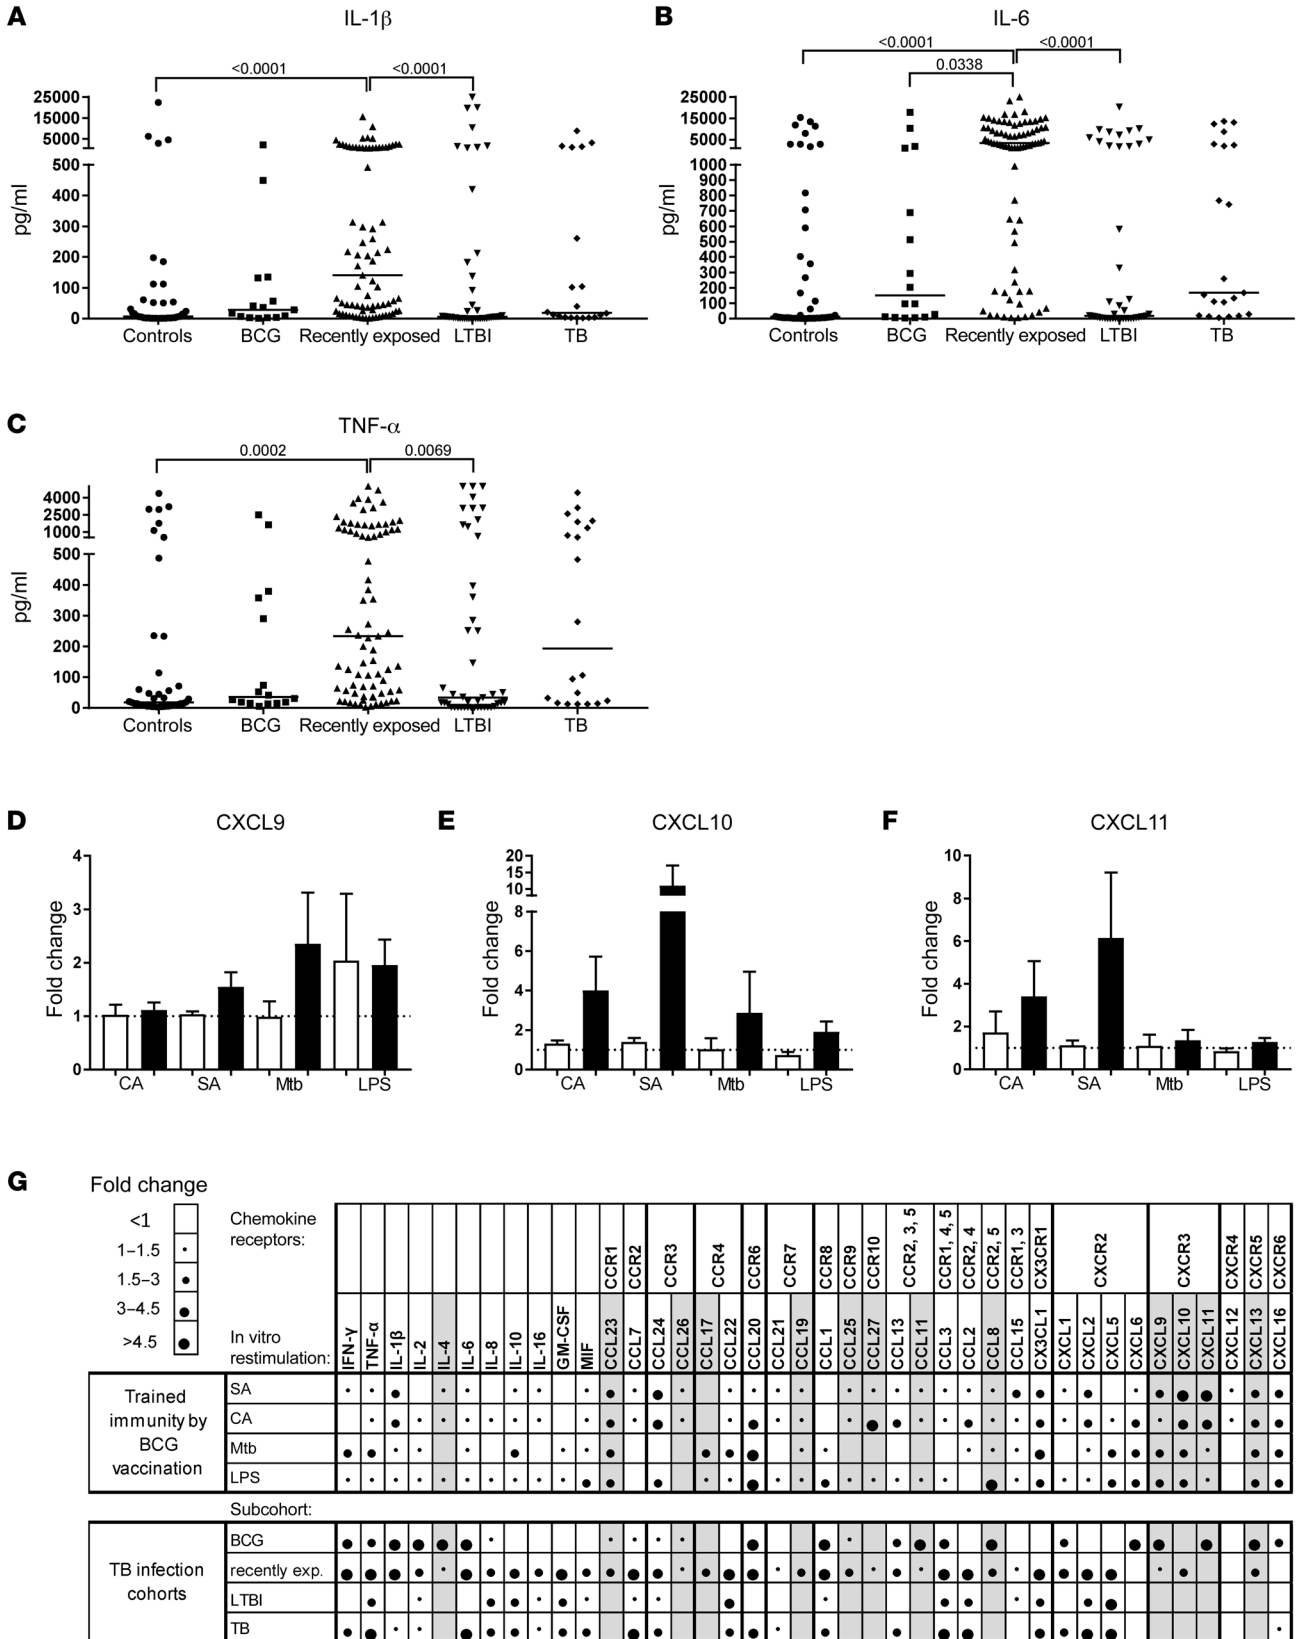 A
IL-1β
<0.0001
<0.0001
25000
15000
5000
500
400
300
200
100
0
pg/ml
Controls
BCG
Recently exposed
LTBI
TB
B
IL-6
<0.0001
<0.0001
0.0338
25000
15000
5000
1000
900
800
700
600
500
400
300
200
100
0
pg/ml
Controls
BCG
Recently exposed
LTBI
TB
C
TNF-α
0.0002
0.0069
4000
2500
1000
500
400
300
200
100
0
pg/ml
Controls
BCG
Recently exposed
LTBI
TB
D
CXCL9
4
3
2
1
0
Fold change
CA
SA
Mtb
LPS
E
CXCL10
20
15
10
8
6
4
2
0
Fold change
CA
SA
Mtb
LPS
F
CXCL11
10
8
6
4
2
0
Fold change
CA
SA
Mtb
LPS
G
Fold change
<1
1–1.5
1.5–3
3–4.5
>4.5
Chemokine
receptors:
CCR1
CCR2
CCR3
CCR4
CCR6
CCR7
CCR8
CCR9
CCR10
CCR2, 3, 5
CCR1, 4, 5
CCR2, 4
CCR2, 5
CCR1, 3
CX3CR1
CXCR2
CXCR3
CXCR4
CXCR5
CXCR6
In vitro
restimulation:
IFN-γ
TNF-α
IL-1β
IL-2
IL-4
IL-6
IL-8
IL-10
IL-16
GM-CSF
MIF
CCL23
CCL7
CCL24
CCL26
CCL17
CCL22
CCL20
CCL21
CCL19
CCL1
CCL25
CCL27
CCL13
CCL11
CCL3
CCL2
CCL8
CCL15
CX3CL1
CXCL1
CXCL2
CXCL5
CXCL6
CXCL9
CXCL10
CXCL11
CXCL12
CXCL13
CXCL16
Trained
immunity by
BCG
vaccination
SA
CA
Mtb
LPS
Subcohort:
TB infection
cohorts
BCG
recently exp.
LTBI
TB